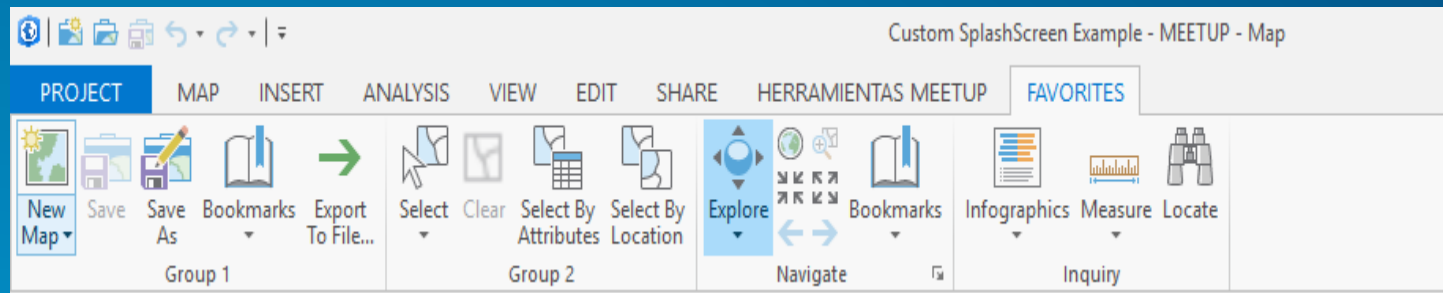 Custom SplashScreen Example - MEETUP - Map
PROJECT MAP INSERT ANALYSIS VIEW EDIT SHARE HERRAMIENTAS MEETUP FAVORITES
New Map
Save
Save As
Bookmarks
Export To File...
Select
Clear
Select By Attributes
Select By Location
Explore
Bookmarks
Infographics
Measure
Locate
Group 1
Group 2
Navigate
Inquiry